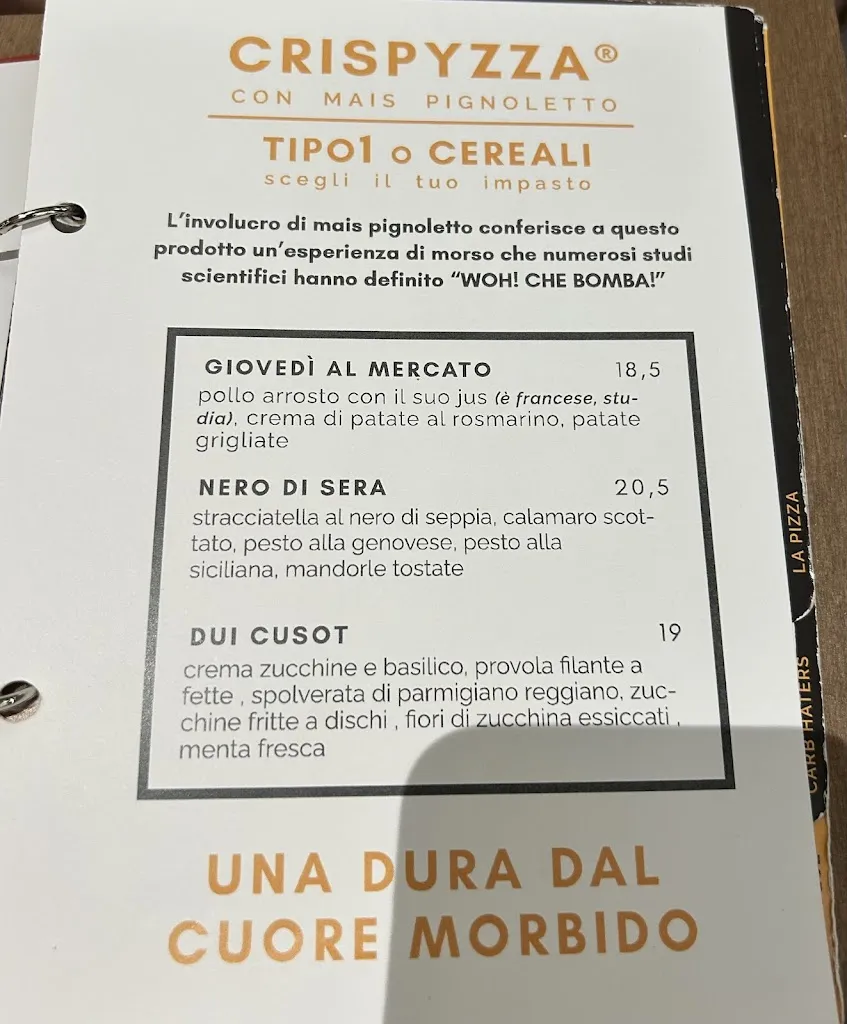 CRISPYZZA®
CON MAIS PIGNOLETTO
TIPO1 o CEREALI
scegli il tuo impasto
L'involucro di mais pignoletto conferisce a questo
prodotto un'esperienza di morso che numerosi studi
scientifici hanno definito "WOH! CHE BOMBA!"
GIOVEDÌ AL MERCATO 18,5
pollo arrosto con il suo jus (è francese, stu-
dia), crema di patate al rosmarino, patate
grigliate
NERO DI SERA 20,5
stracciatella al nero di seppia, calamaro scot-
tato, pesto alla genovese, pesto alla
siciliana, mandorle tostate
DUI CUSOT 19
crema zucchine e basilico, provola filante a
fette , spolverata di parmigiano reggiano, zuc-
chine fritte a dischi , fiori di zucchina essiccati ,
menta fresca
UNA DURA DAL
CUORE MORBIDO
LA PIZZA
CARB HATERS